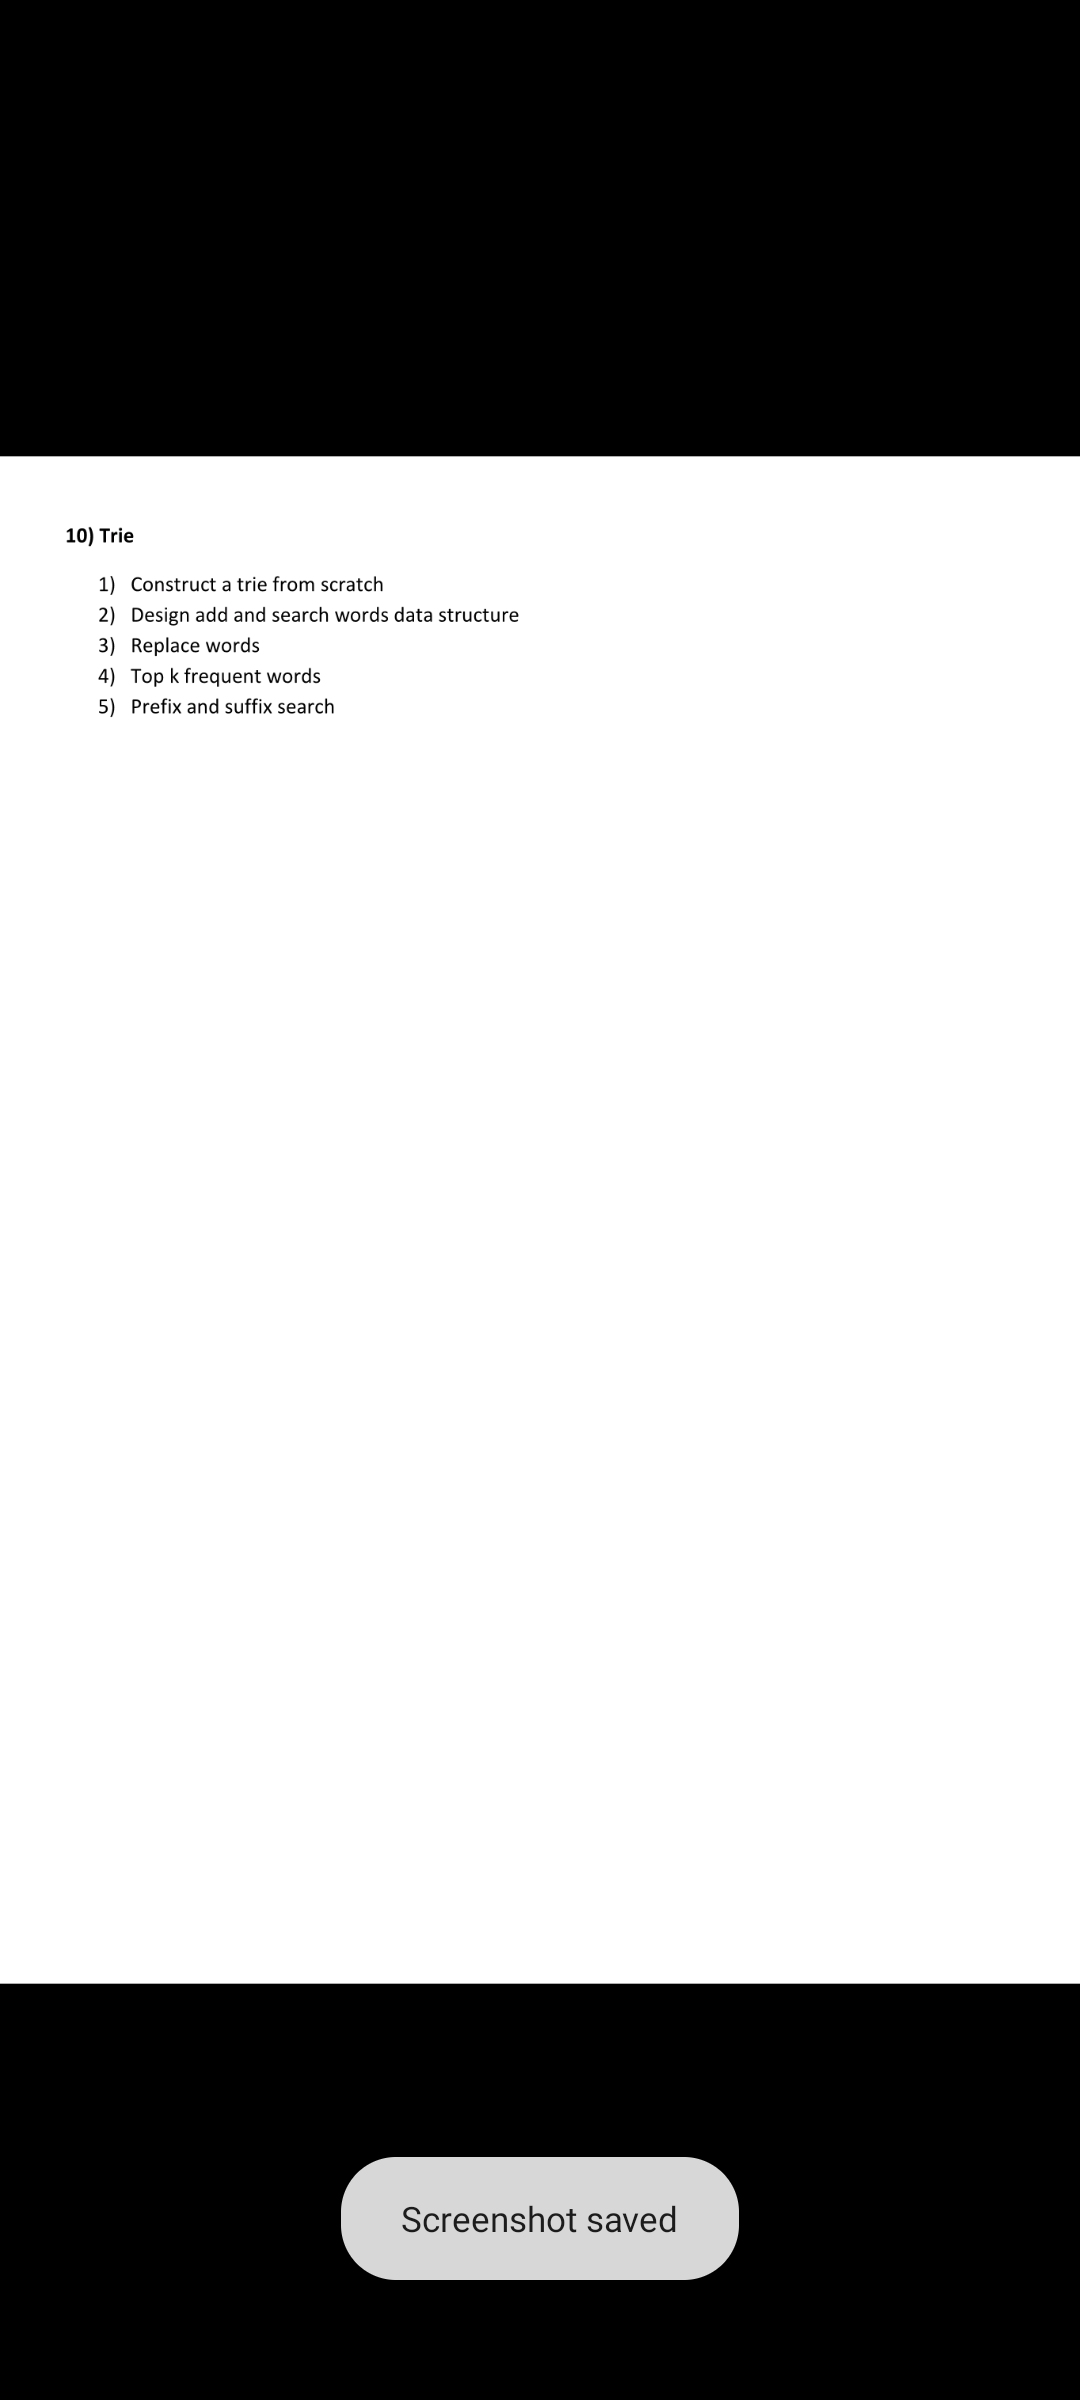 10) Trie
1) Construct a trie from scratch
2) Design add and search words data structure
3) Replace words
4) Top k frequent words
5) Prefix and suffix search
Screenshot saved